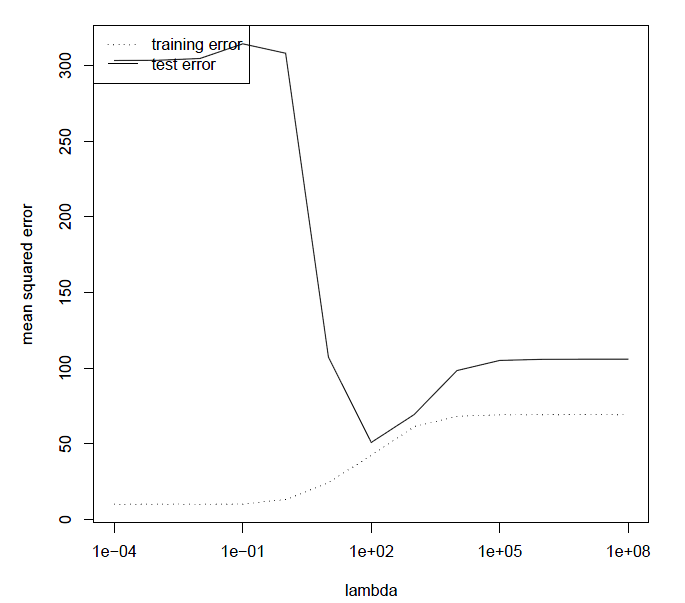 training error
test error
mean squared error
300
250
200
150
100
50
0
1e−04
1e−01
1e+02
1e+05
1e+08
lambda